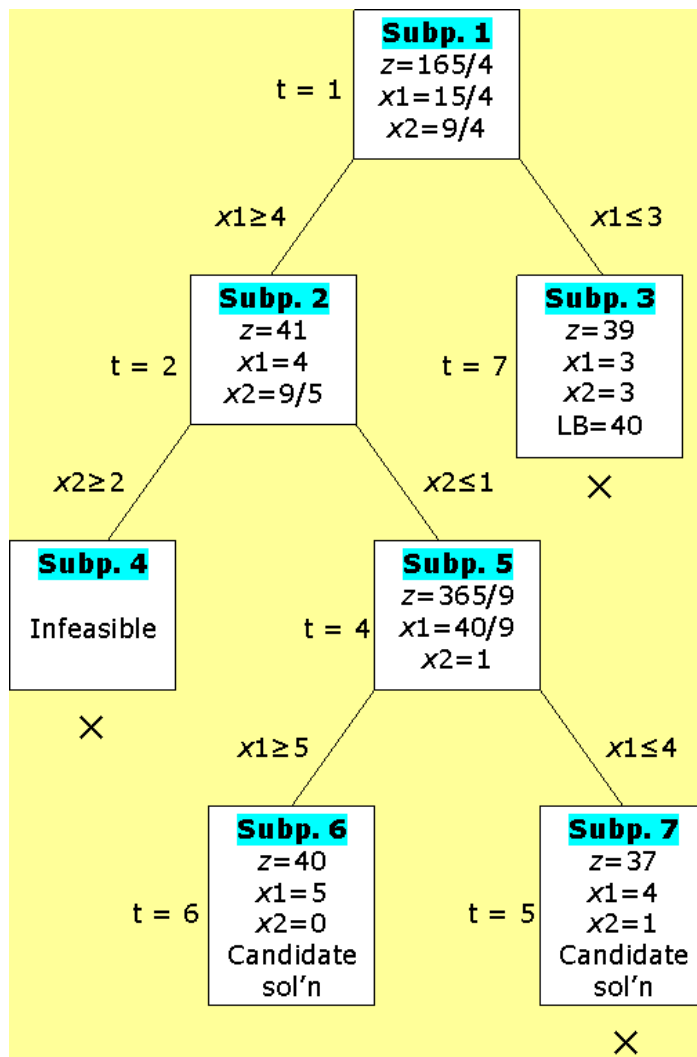 Subp. 1
z=165/4
t = 1
x1=15/4
x2=9/4
x1≥4
x1≤3
Subp. 2
z=41
t = 2
x1=4
x2=9/5
Subp. 3
z=39
t = 7
x1=3
x2=3
LB=40
×
x2≥2
x2≤1
Subp. 4
Infeasible
×
Subp. 5
z=365/9
t = 4
x1=40/9
x2=1
x1≥5
x1≤4
Subp. 6
z=40
x1=5
t = 6
x2=0
Candidate
sol’n
Subp. 7
z=37
x1=4
t = 5
x2=1
Candidate
sol’n
×